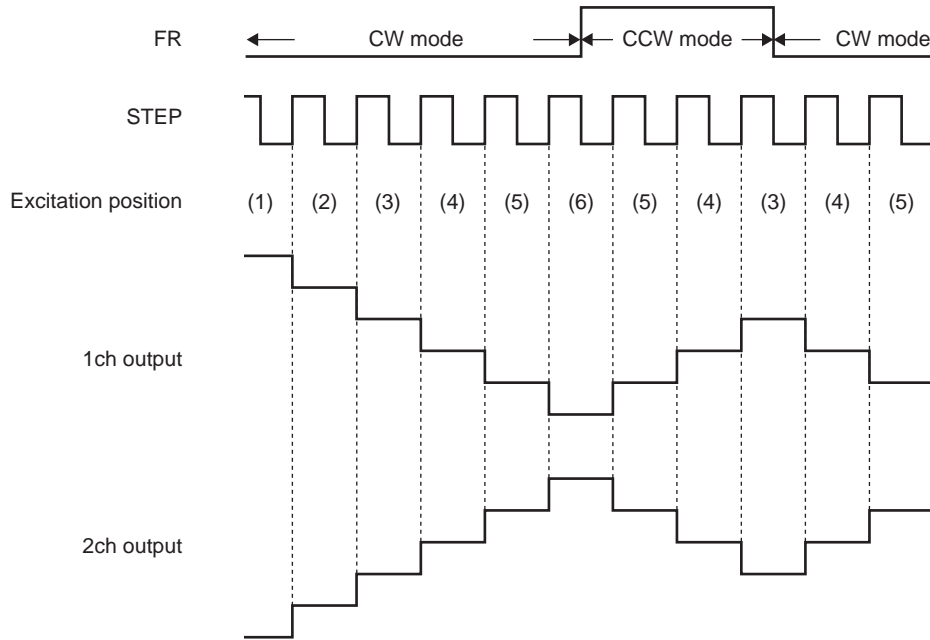 FR CW mode CCW mode CW mode
STEP
Excitation position (1) (2) (3) (4) (5) (6) (5) (4) (3) (4) (5)
1ch output
2ch output